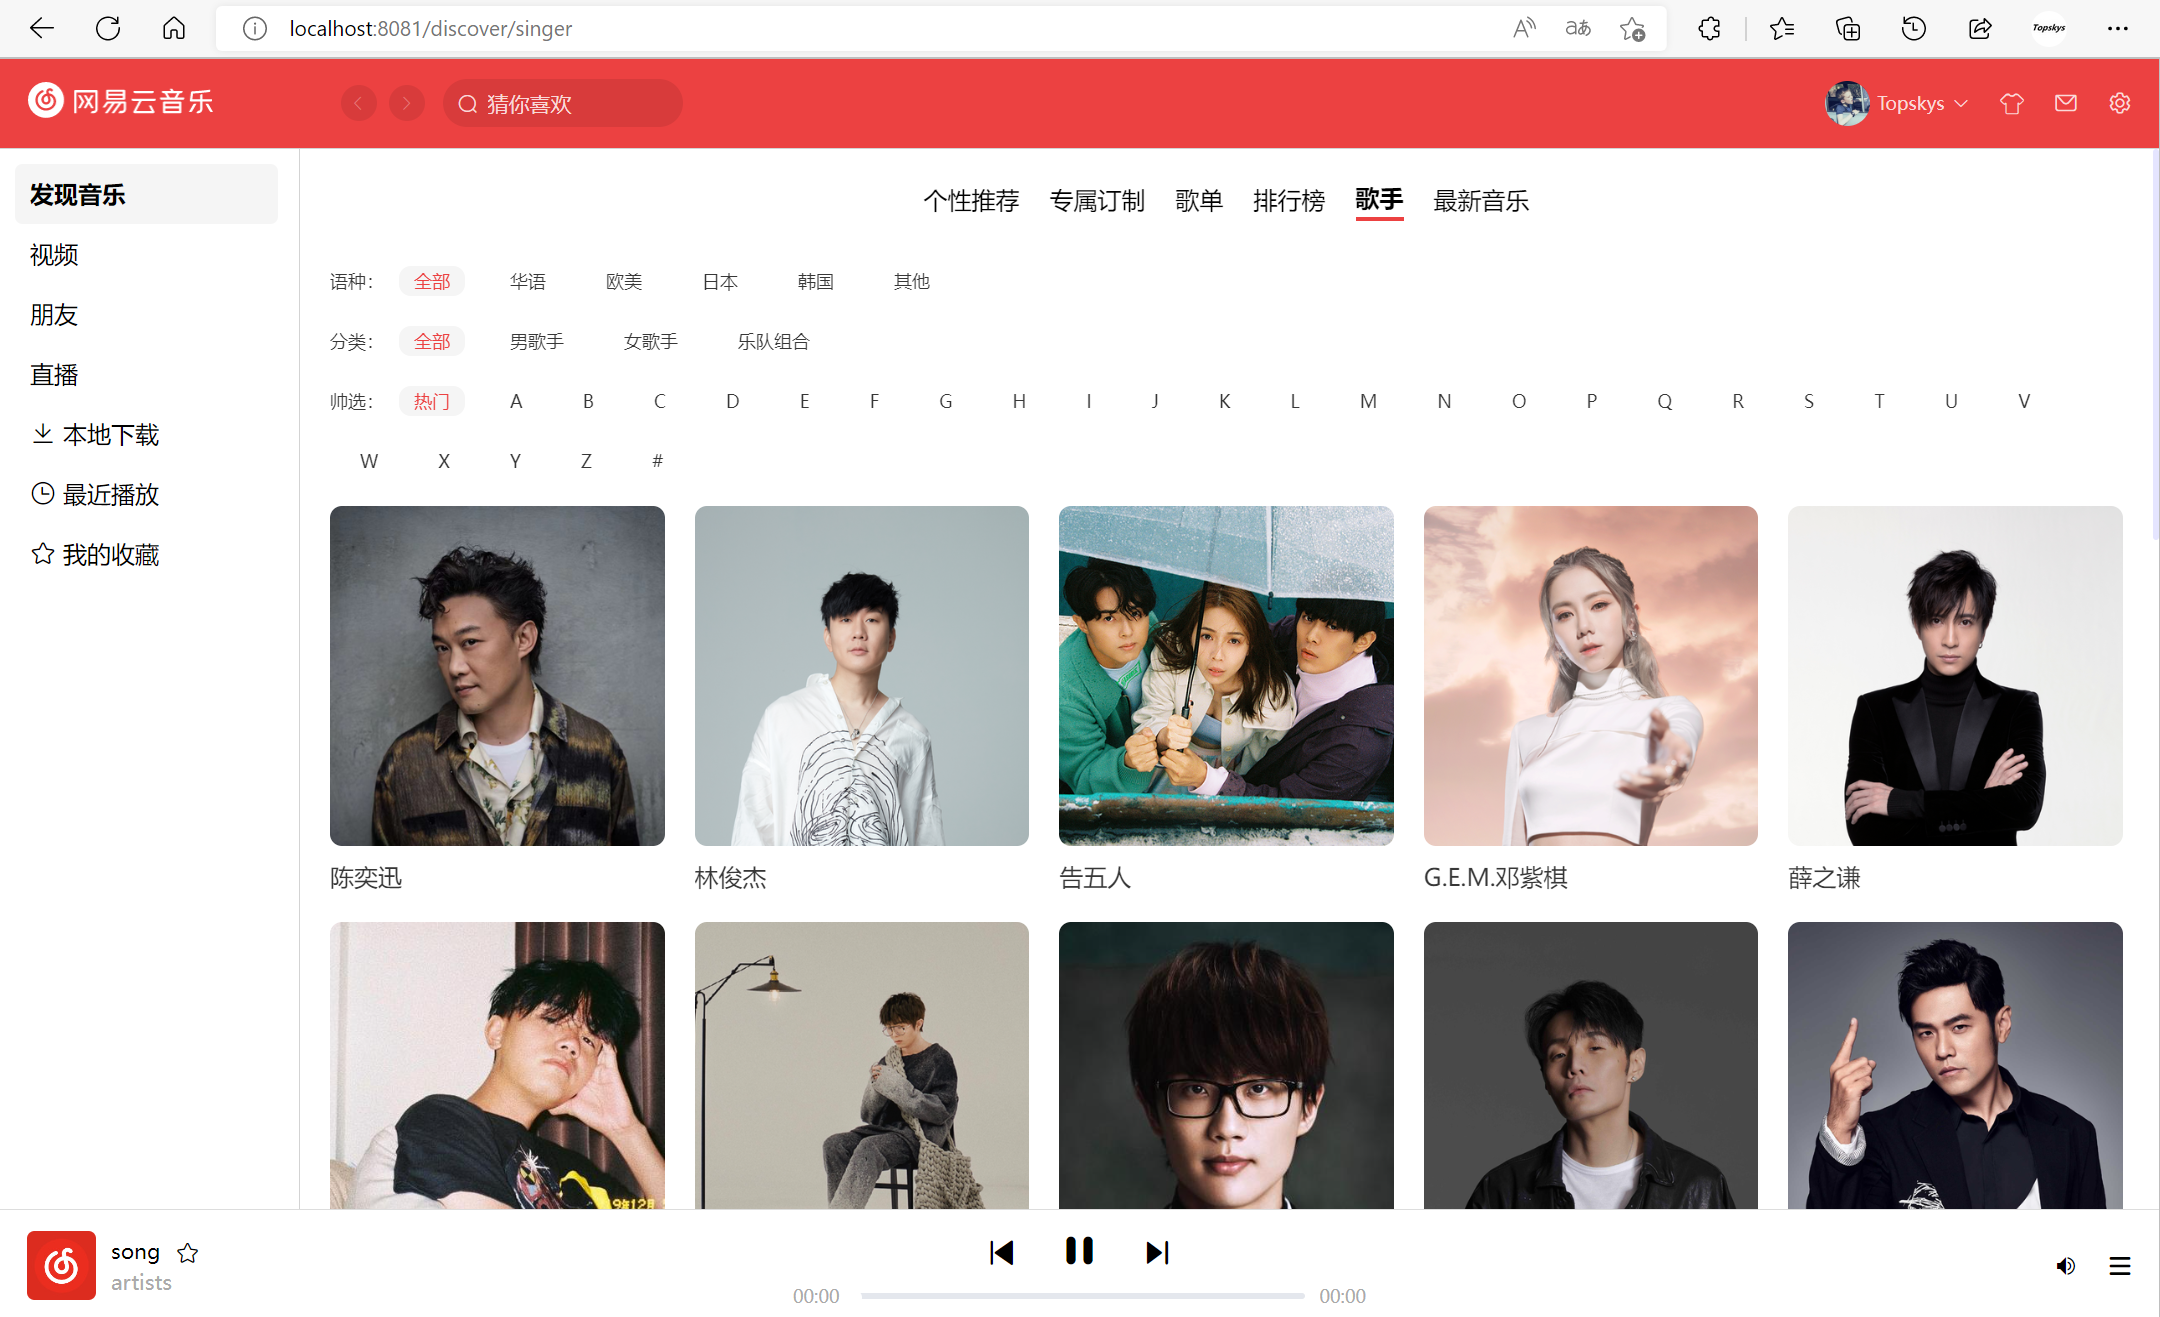 localhost:8081/discover/singer
Topskys
网易云音乐
猜你喜欢
Topskys
发现音乐
视频
朋友
直播
本地下载
最近播放
我的收藏
个性推荐 专属订制 歌单 排行榜 歌手 最新音乐
语种: 全部 华语 欧美 日本 韩国 其他
分类: 全部 男歌手 女歌手 乐队组合
帅选: 热门 A B C D E F G H I J K L M N O P Q R S T U V
W X Y Z #
陈奕迅 林俊杰 告五人 G.E.M.邓紫棋 薛之谦
song
artists
00:00 00:00